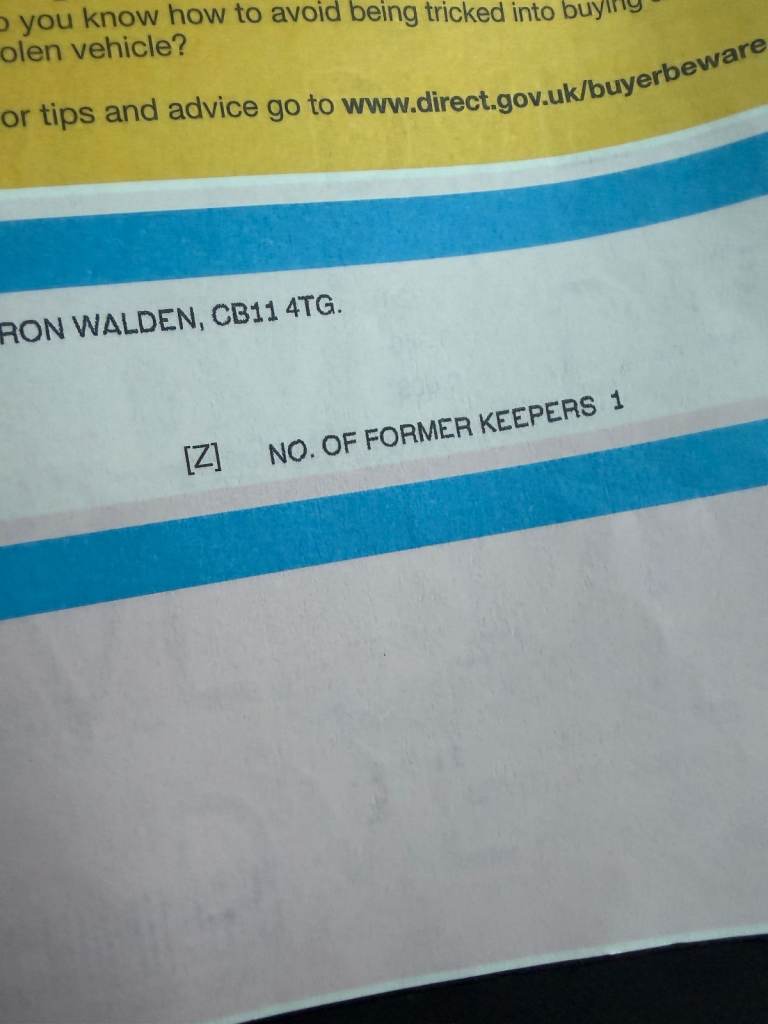 you know how to avoid being tricked into buying
olen vehicle?
or tips and advice go to www.direct.gov.uk/buyerbeware
RON WALDEN, CB11 4TG.
[Z] NO. OF FORMER KEEPERS 1